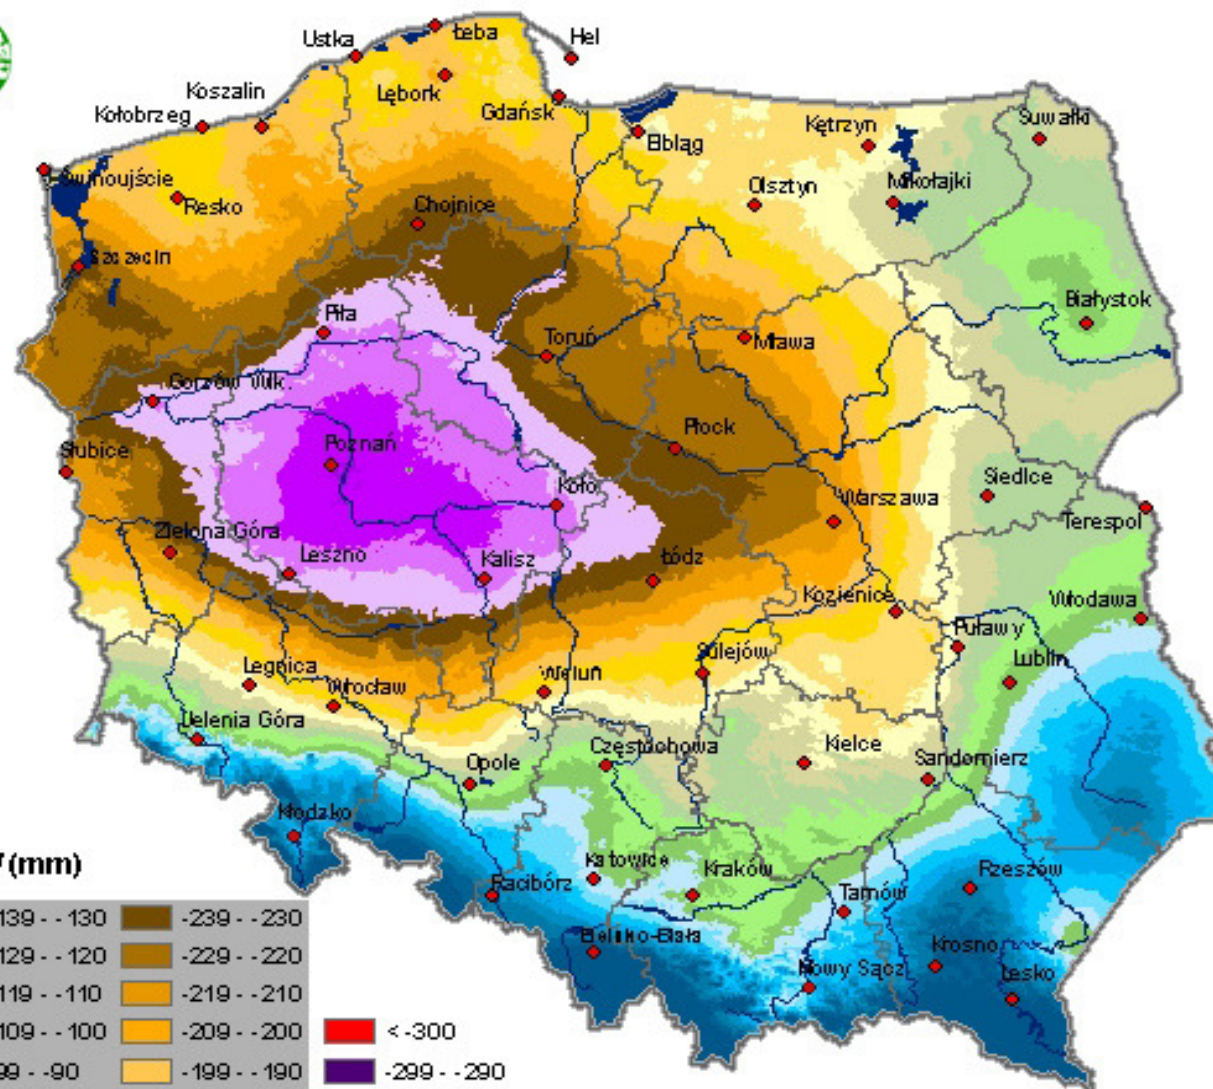 Łeba
Ustka
Hel
Lębork
Koszalin
Gdańsk
Kołobrzeg
Suwałki
Kętrzyn
Elbląg
Świnoujście
Mikołajki
Olsztyn
Resko
Chojnice
Szczecin
Białystok
Piła
Toruń
Mława
Gorzów Wlk.
Płock
Słubice
Poznań
Siedlce
Koło
Warszawa
Terespol
Zielona Góra
Leszno
Kalisz
Łódź
Kozienice
Włodawa
Puławy
Sulejów
Lublin
Legnica
Wieluń
Wrocław
Jelenia Góra
Częstochowa
Kielce
Opole
Sandomierz
Kłodzko
Katowice
Kraków
Rzeszów
Racibórz
Tarnów
Bielsko-Biała
Krosno
Nowy Sącz
Lesko
(mm)
139 - -130 -239 - -230
129 - -120 -229 - -220
119 - -110 -219 - -210
109 - -100 -209 - -200 < -300
99 - -90 -199 - -190 -299 - -290